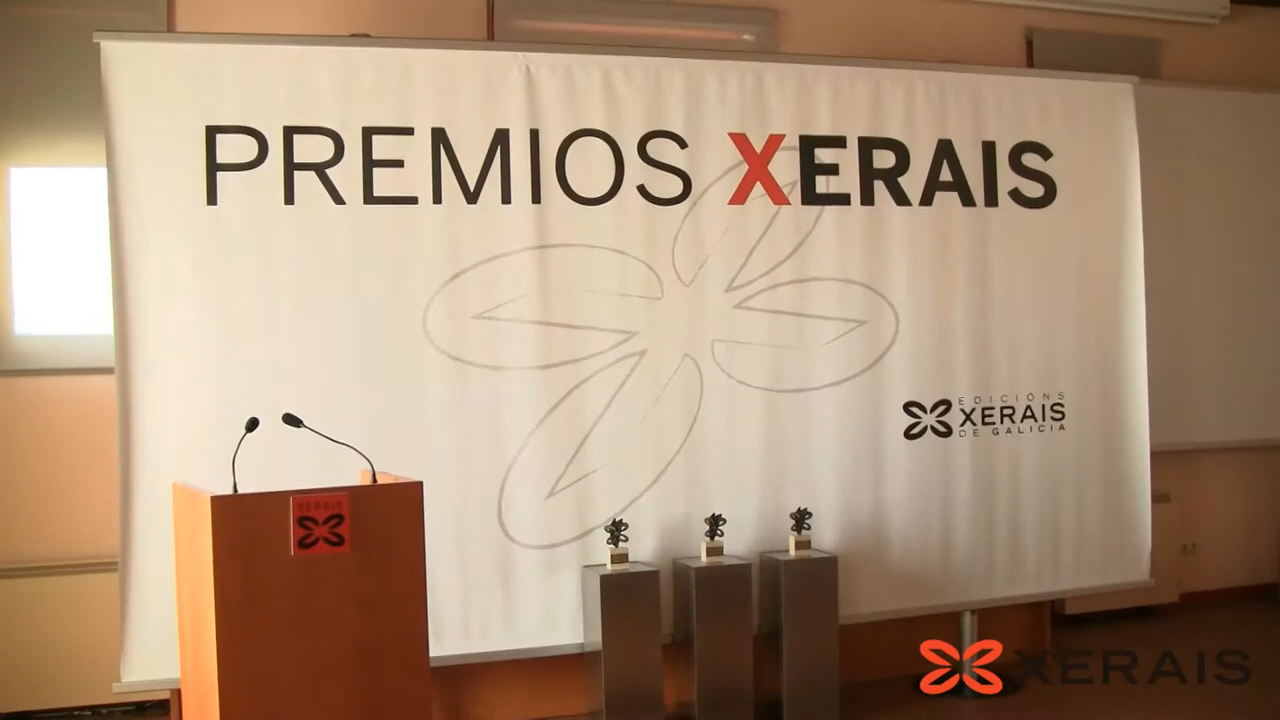 PREMIOS XERAIS
EDICIÓNS
XERAIS
DE GALICIA
XERAIS
XERAIS